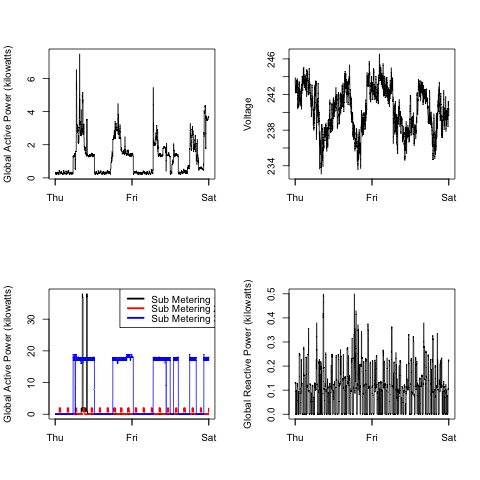 Global Active Power (kilowatts)
0 2 4 6
Thu Fri Sat
Voltage
234 238 242 246
Thu Fri Sat
Global Active Power (kilowatts)
0 10 20 30
Thu Fri Sat
Sub Metering
Sub Metering
Sub Metering
Global Reactive Power (kilowatts)
0.0 0.1 0.2 0.3 0.4 0.5
Thu Fri Sat